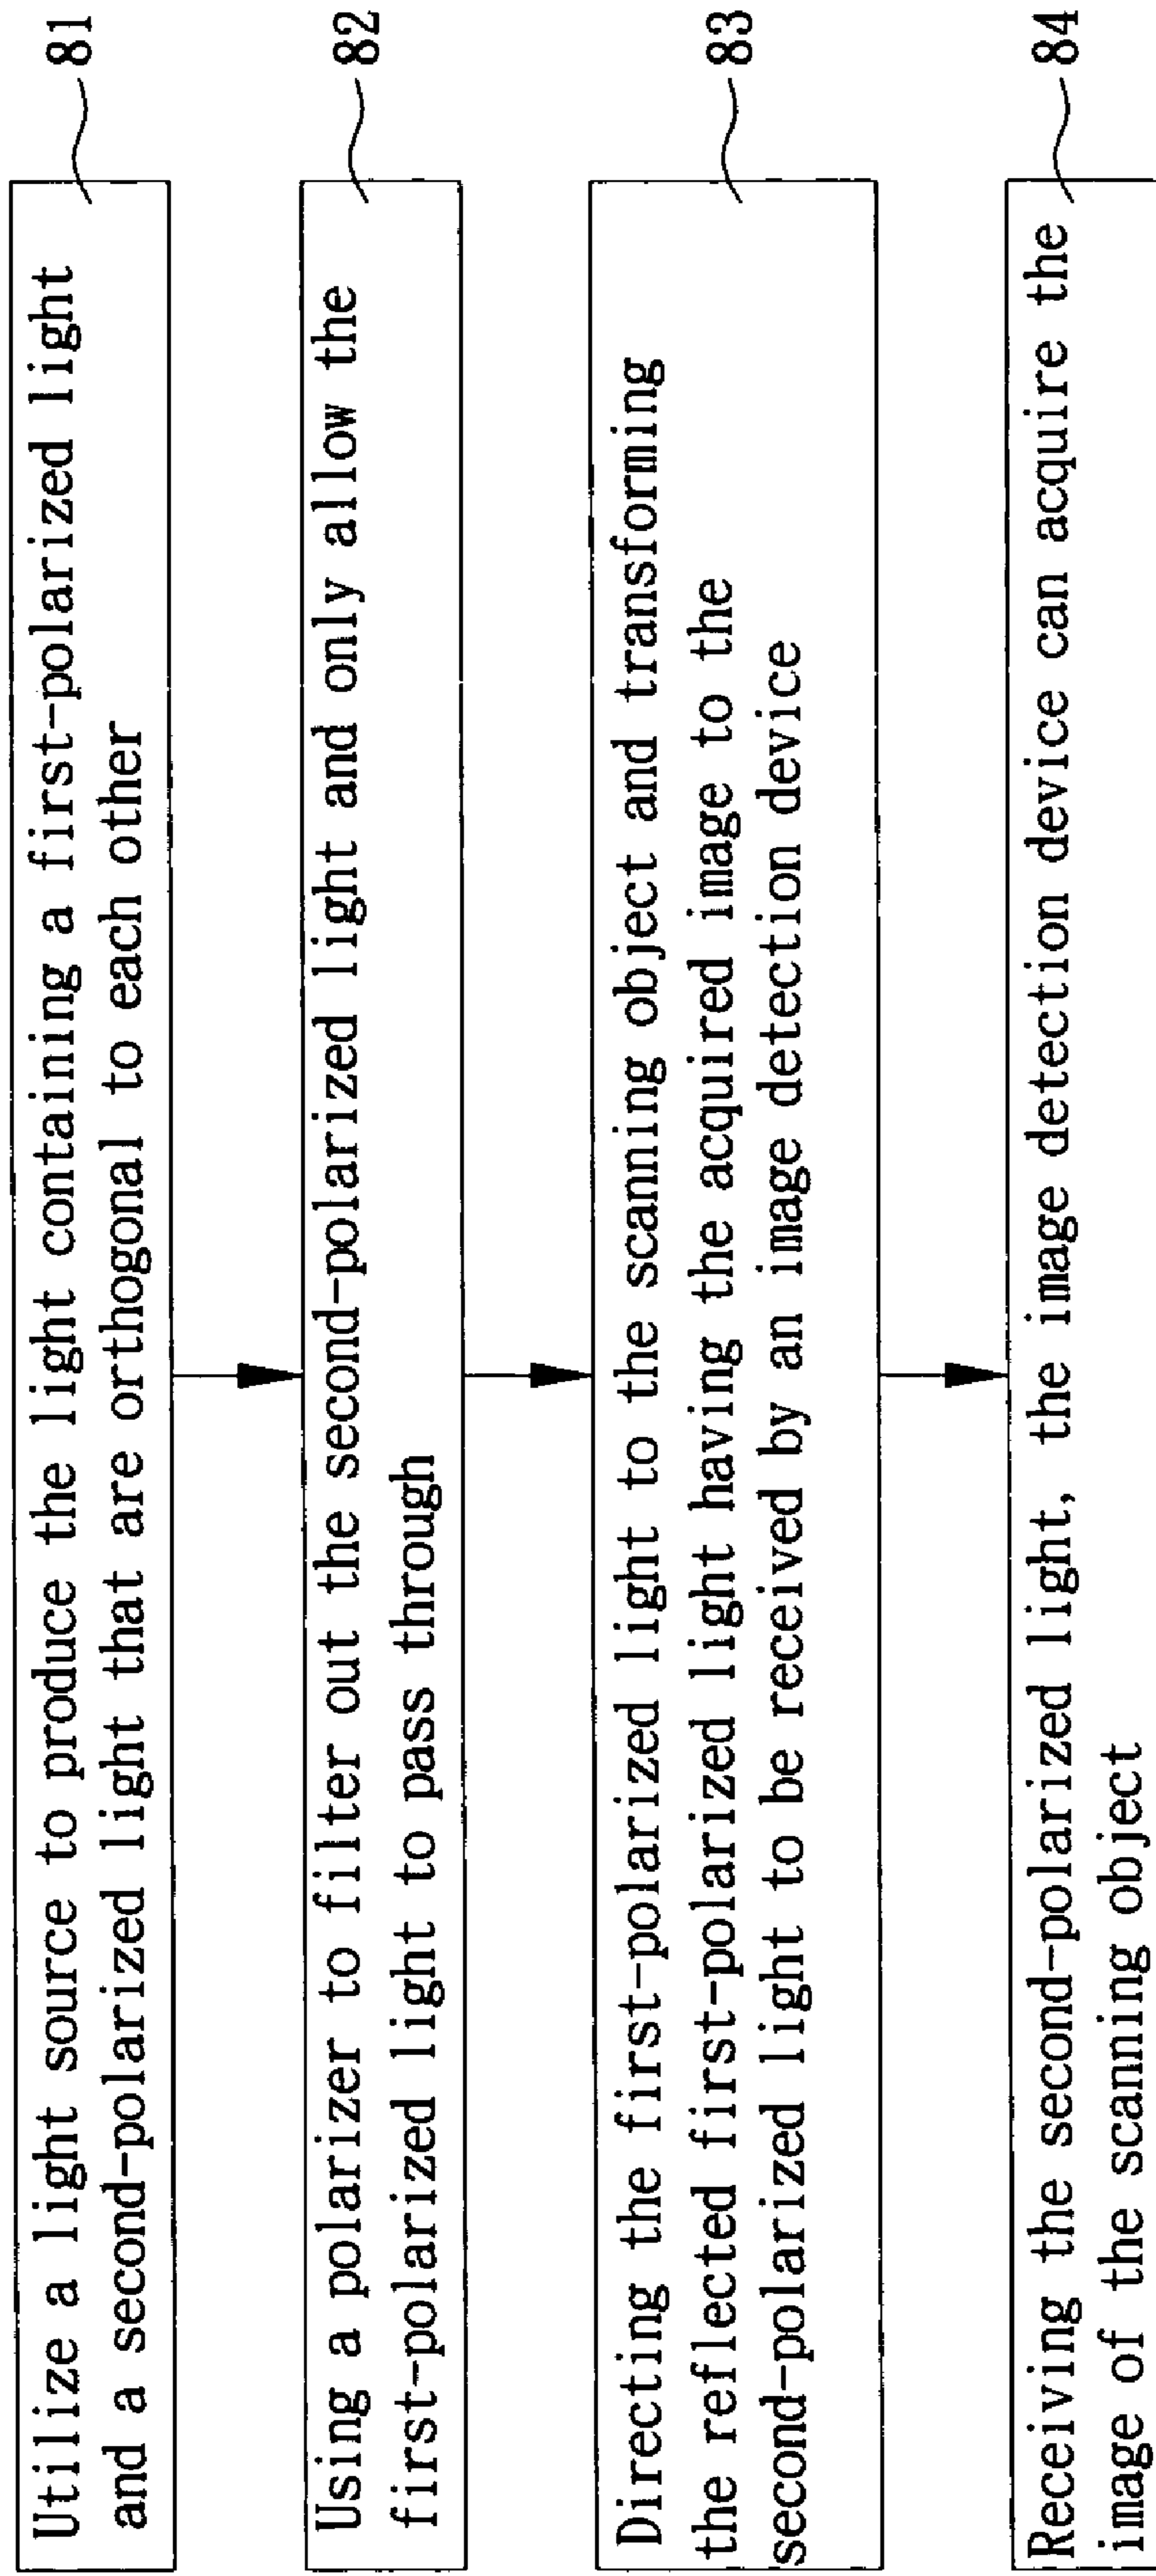 Utilize a light source to produce the light containing a first-polarized light
and a second-polarized light that are orthogonal to each other
81
Using a polarizer to filter out the second-polarized light and only allow the
first-polarized light to pass through
82
Directing the first-polarized light to the scanning object and transforming
the reflected first-polarized light having the acquired image to the
second-polarized light to be received by an image detection device
83
Receiving the second-polarized light, the image detection device can acquire the
image of the scanning object
84